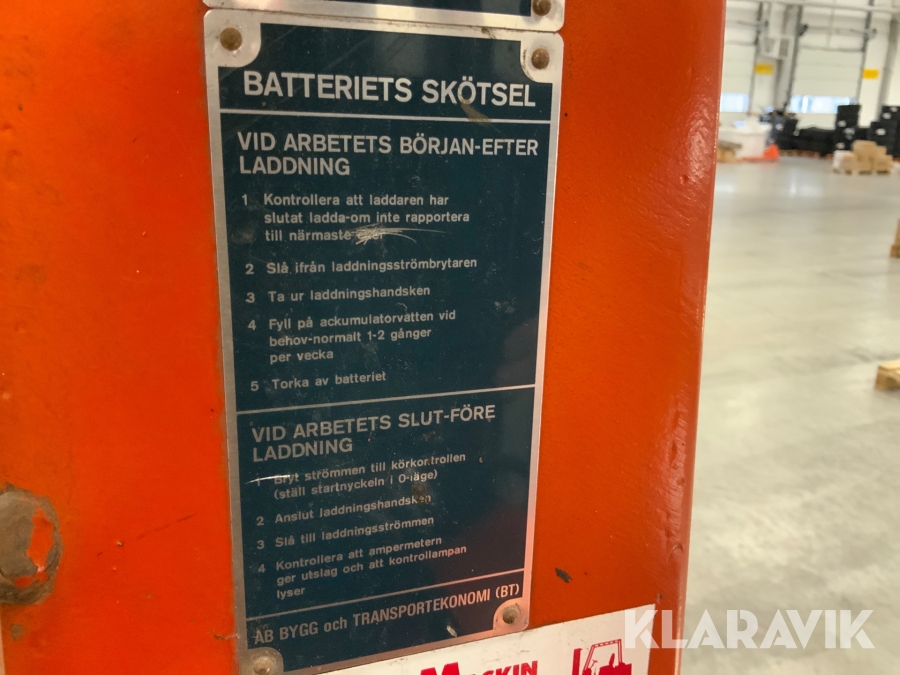 BATTERIETS SKÖTSEL
VID ARBETETS BÖRJAN-EFTER
LADDNING
1 Kontrollera att laddaren har
slutat ladda-om inte rapportera
till närmaste
2 Slå ifrån laddningsströmbrytaren
3 Ta ur laddningshandsken
4 Fyll på ackumulatorvatten vid
behov-normalt 1-2 gånger
per vecka
5 Torka av batteriet
VID ARBETETS SLUT-FÖRE
LADDNING
1 Bryt strömmen till körkontrollen
(ställ startnyckeln i O-läge)
2 Anslut laddningshandsken
3 Slå till laddningsströmmen
4 Kontrollera att ampermetern
ger utslag och att kontrollampan
lyser
AB BYGG och TRANSPORTEKONOMI (BT)
KLARAVIK